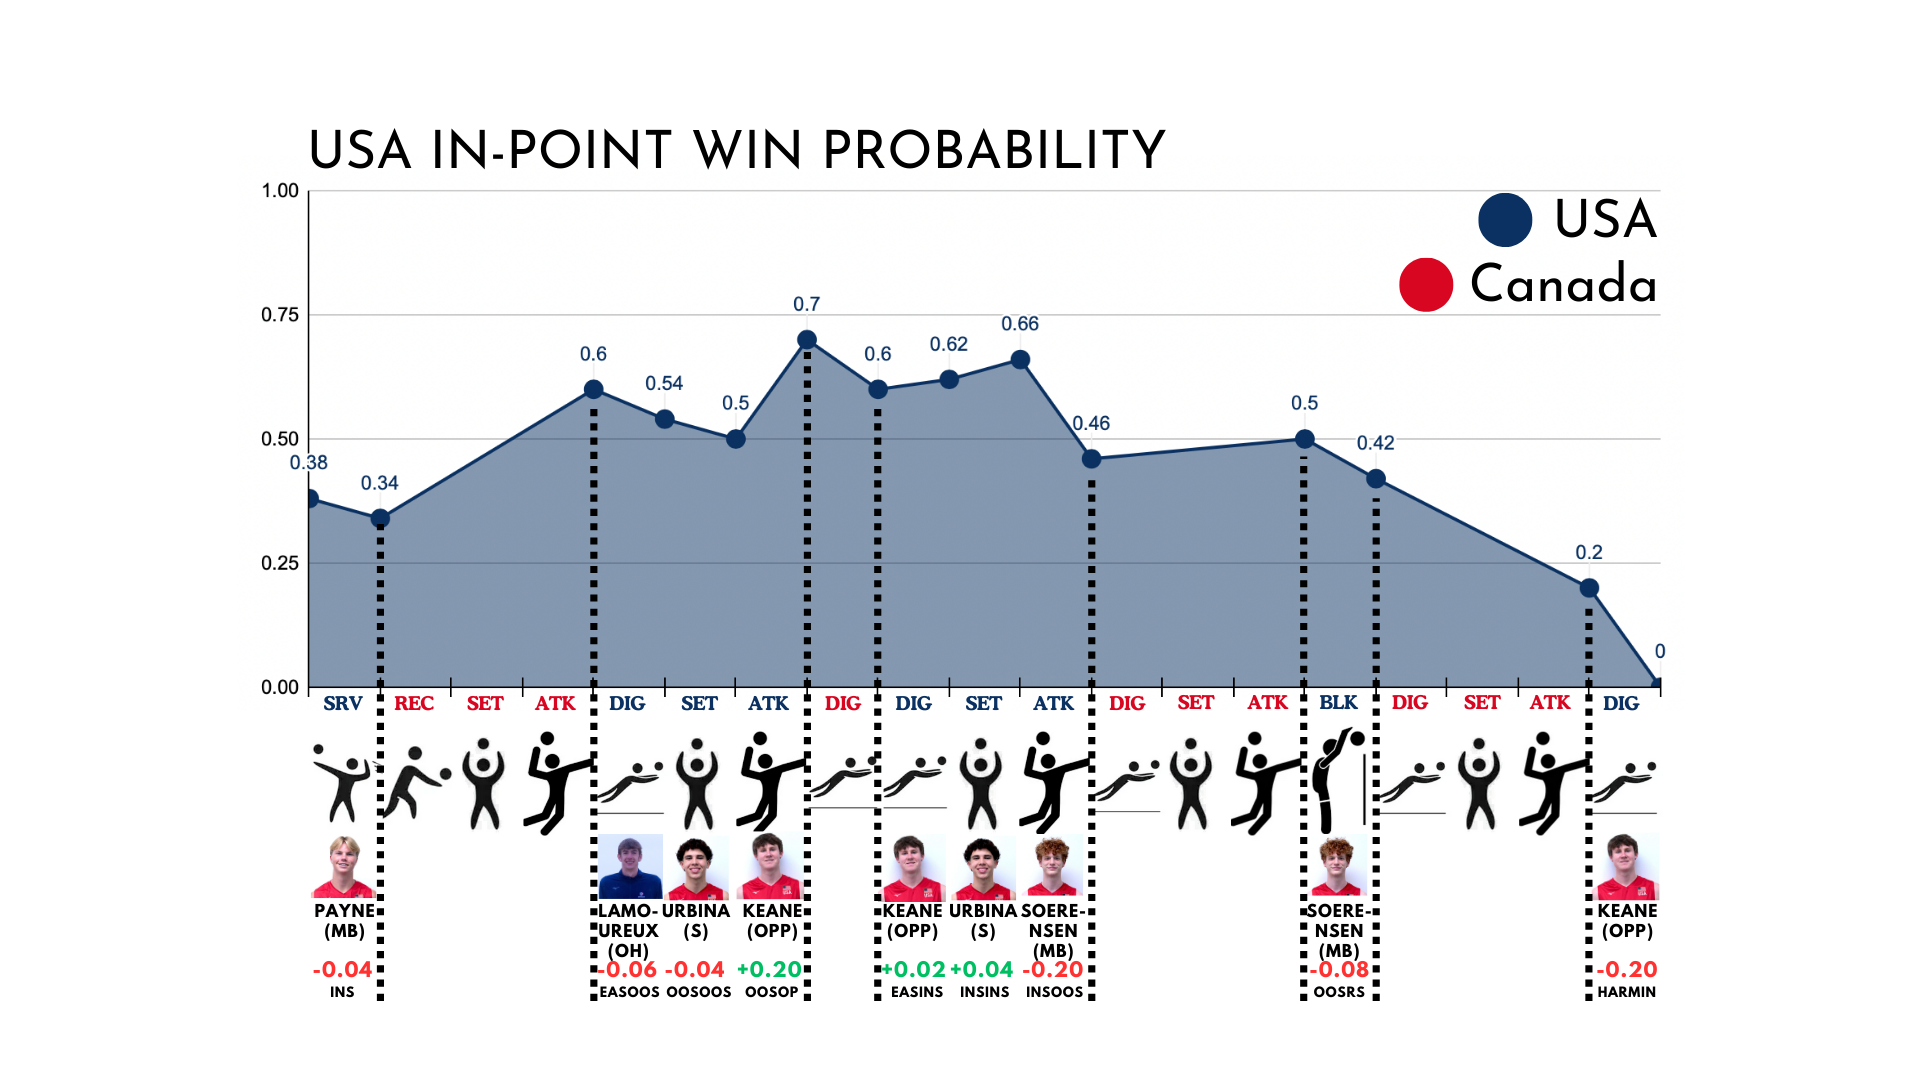 USA IN-POINT WIN PROBABILITY
1.00
USA
Canada
0.7
0.75
0.66
0.62
0.6
0.6
0.54
0.5
0.5
0.46
0.50
0.42
0.38
0.34
0.25
0.2
0
0.00
SRV REC SET ATK DIG SET ATK DIG DIG SET ATK DIG SET ATK BLK DIG SET ATK DIG
PAYNE LAMO- URBINA KEANE KEANE URBINA SOERE- SOERE- KEANE
(MB) UREUX (S) (OPP) (OPP) (S) NSEN NSEN (OPP)
(OH) (MB) (MB)
-0.04 -0.06 -0.04 +0.20 +0.02 +0.04 -0.20 -0.08 -0.20
INS EASOOS OOSOOS OOSOP EASINS INSINS INSOOS OOSRS HARMIN